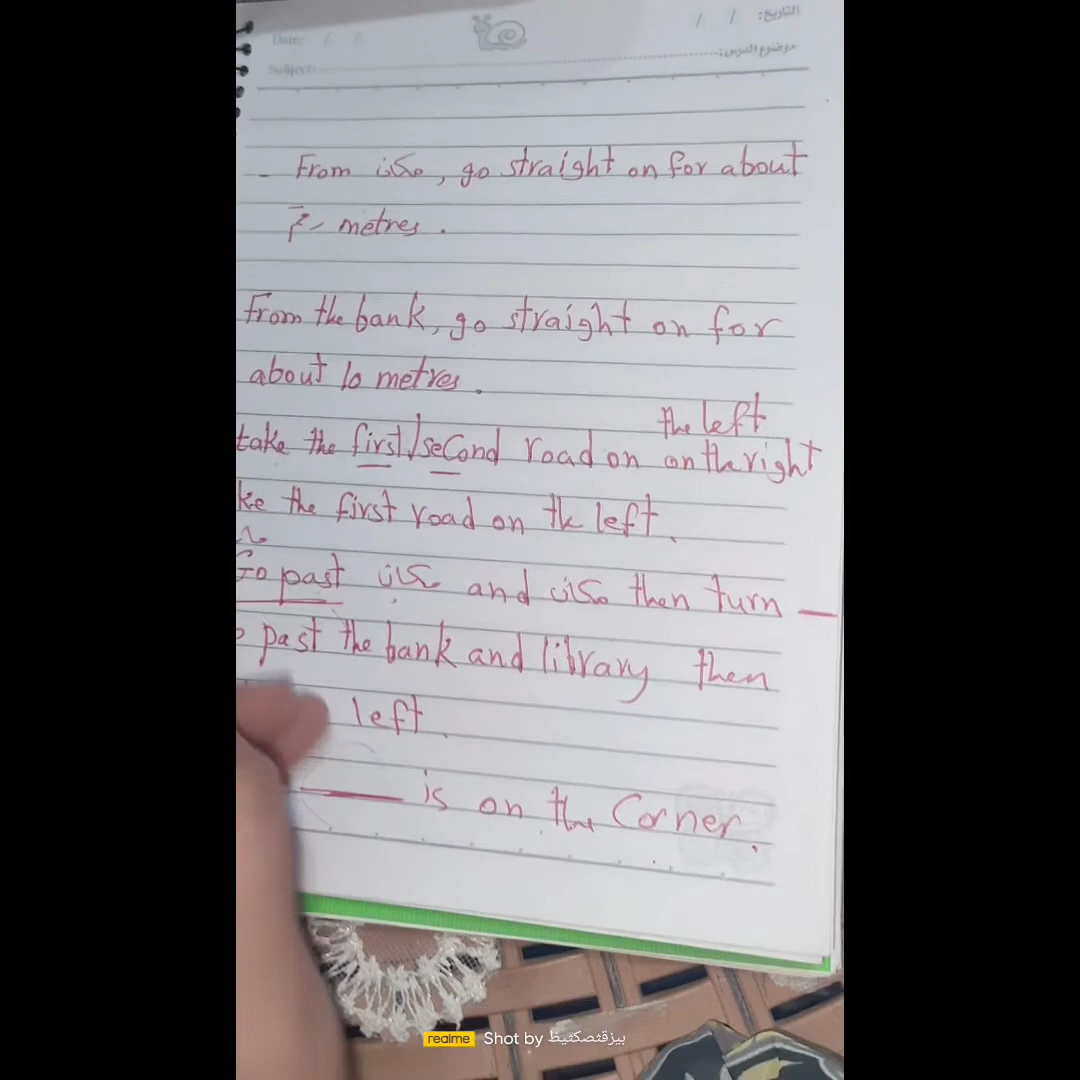 Date: / /
التاريخ: / /
Subject:
موضوع الدرس:
- From مكان, go straight on for about
م metres.
From the bank, go straight on for
about 10 metres.
the left
take the first/second road on on the right
ke the first road on the left.
Go past مكان and مكان then turn —
past the bank and library then
left
is on the Corner.
realme Shot by بيزقثصكثيظ